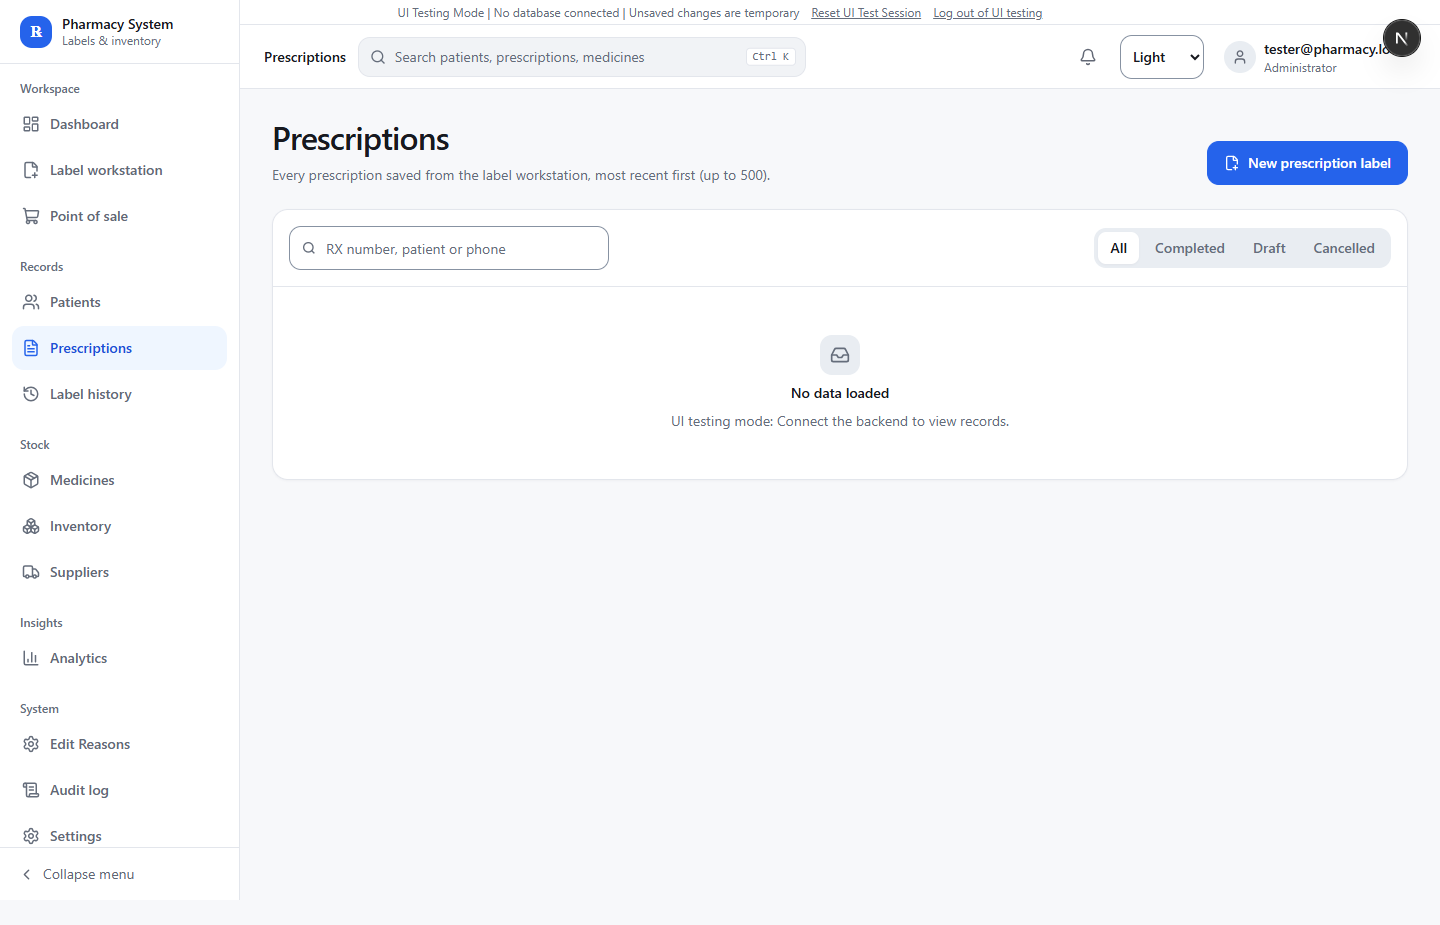 Pharmacy System
Labels & inventory
Workspace
Dashboard
Label workstation
Point of sale
Records
Patients
Prescriptions
Label history
Stock
Medicines
Inventory
Suppliers
Insights
Analytics
System
Edit Reasons
Audit log
Settings
Collapse menu
UI Testing Mode | No database connected | Unsaved changes are temporary Reset UI Test Session Log out of UI testing
Prescriptions Search patients, prescriptions, medicines Ctrl K Light tester@pharmacy.lo N
Administrator
Prescriptions
Every prescription saved from the label workstation, most recent first (up to 500).
New prescription label
RX number, patient or phone All Completed Draft Cancelled
No data loaded
UI testing mode: Connect the backend to view records.